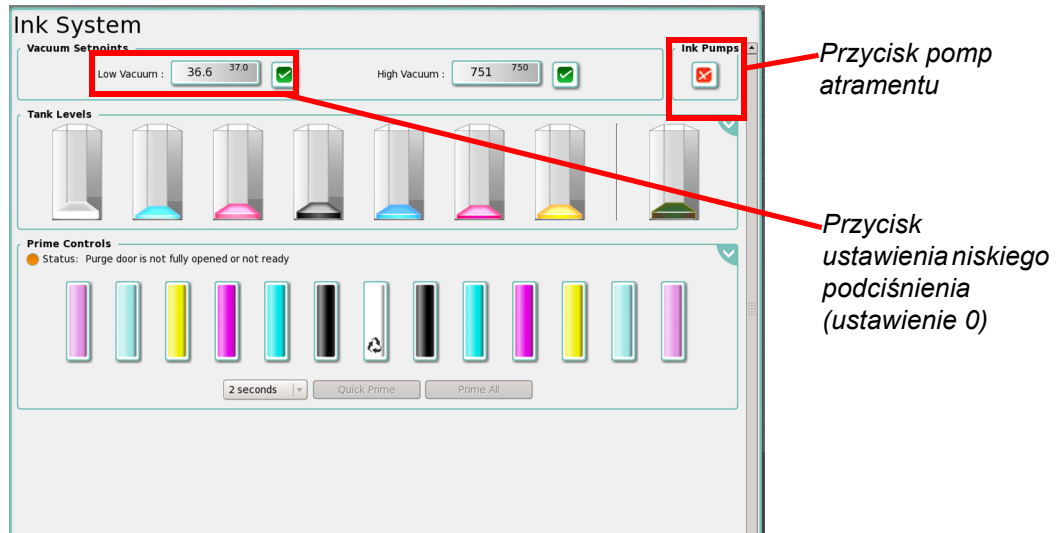 Ink System
Vacuum Setpoints
Low Vacuum : 36.6 37.0
High Vacuum : 751 750
Ink Pumps
Tank Levels
Prime Controls
Status: Purge door is not fully opened or not ready
2 seconds
Quick Prime
Prime All
Przycisk pomp
atramentu
Przycisk
ustawienia niskiego
podciśnienia
(ustawienie 0)